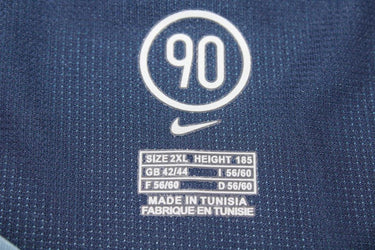 90
SIZE 2XL HEIGHT 185
GB 42/44 I 56/60
F 56/60 D 56/60
MADE IN TUNISIA
FABRIQUE EN TUNISIE